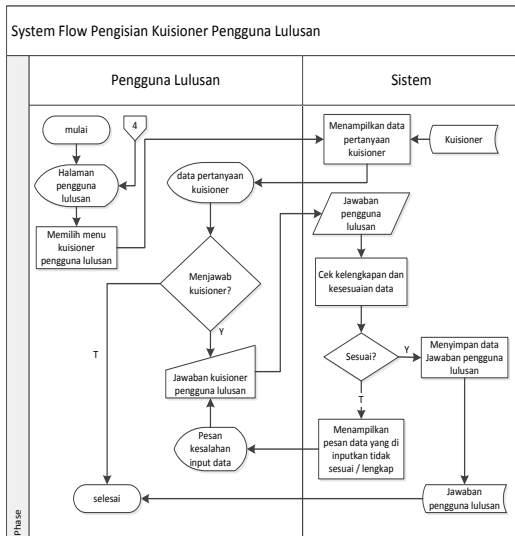 System Flow Pengisian Kuisioner Pengguna Lulusan
Pengguna Lulusan
Sistem
mulai
4
Menampilkan data
pertanyaan
kuisioner
Kuisioner
Halaman
pengguna
lulusan
data pertanyaan
kuisioner
Memilih menu
kuisioner
pengguna lulusan
Jawaban
pengguna
lulusan
Menjawab
kuisioner?
Cek kelengkapan dan
kesesuaian data
Y
T
Sesuai?
Y
Menyimpan data
Jawaban pengguna
lulusan
Jawaban kuisioner
pengguna lulusan
T
Pesan
kesalahan
input data
Menampilkan
pesan data yang di
inputkan tidak
sesuai / lengkap
selesai
Jawaban
pengguna lulusan
Phase